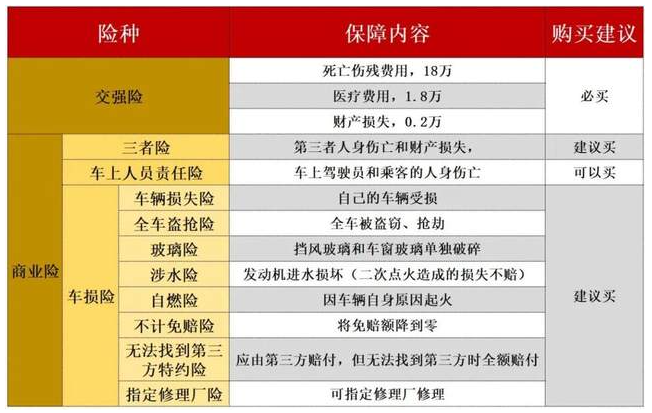 险种 保障内容 购买建议
交强险 死亡伤残费用，18万 必买
医疗费用，1.8万
财产损失，0.2万
商业险 三者险 第三者人身伤亡和财产损失， 建议买
车上人员责任险 车上驾驶员和乘客的人身伤亡 可以买
车损险 车辆损失险 自己的车辆受损 建议买
全车盗抢险 全车被盗窃、抢劫
玻璃险 挡风玻璃和车窗玻璃单独破碎
涉水险 发动机进水损坏（二次点火造成的损失不赔）
自燃险 因车辆自身原因起火
不计免赔险 将免赔额降到零
无法找到第三
方特约险 应由第三方赔付，但无法找到第三方时全额赔付
指定修理厂险 可指定修理厂修理